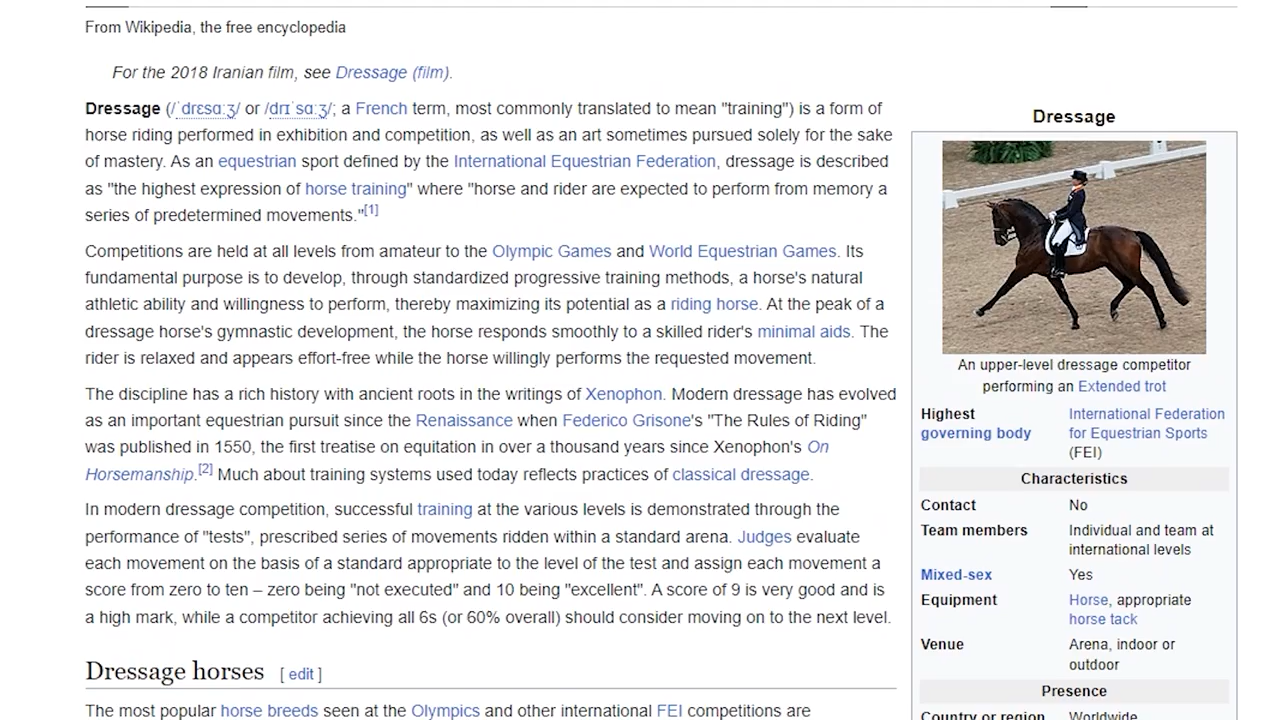 From Wikipedia, the free encyclopedia
For the 2018 Iranian film, see Dressage (film).
Dressage (/ˈdrɛsɑːʒ/ or /drɪˈsɑːʒ/; a French term, most commonly translated to mean "training") is a form of
horse riding performed in exhibition and competition, as well as an art sometimes pursued solely for the sake
of mastery. As an equestrian sport defined by the International Equestrian Federation, dressage is described
as "the highest expression of horse training" where "horse and rider are expected to perform from memory a
series of predetermined movements."[1]
Competitions are held at all levels from amateur to the Olympic Games and World Equestrian Games. Its
fundamental purpose is to develop, through standardized progressive training methods, a horse's natural
athletic ability and willingness to perform, thereby maximizing its potential as a riding horse. At the peak of a
dressage horse's gymnastic development, the horse responds smoothly to a skilled rider's minimal aids. The
rider is relaxed and appears effort-free while the horse willingly performs the requested movement.
The discipline has a rich history with ancient roots in the writings of Xenophon. Modern dressage has evolved
as an important equestrian pursuit since the Renaissance when Federico Grisone's "The Rules of Riding"
was published in 1550, the first treatise on equitation in over a thousand years since Xenophon's On
Horsemanship.[2] Much about training systems used today reflects practices of classical dressage.
In modern dressage competition, successful training at the various levels is demonstrated through the
performance of "tests", prescribed series of movements ridden within a standard arena. Judges evaluate
each movement on the basis of a standard appropriate to the level of the test and assign each movement a
score from zero to ten – zero being "not executed" and 10 being "excellent". A score of 9 is very good and is
a high mark, while a competitor achieving all 6s (or 60% overall) should consider moving on to the next level.
Dressage horses [ edit ]
The most popular horse breeds seen at the Olympics and other international FEI competitions are
Dressage
An upper-level dressage competitor
performing an Extended trot
Highest governing body
International Federation
for Equestrian Sports
(FEI)
Characteristics
Contact No
Team members Individual and team at
international levels
Mixed-sex Yes
Equipment Horse, appropriate
horse tack
Venue Arena, indoor or
outdoor
Presence
Country or region Worldwide